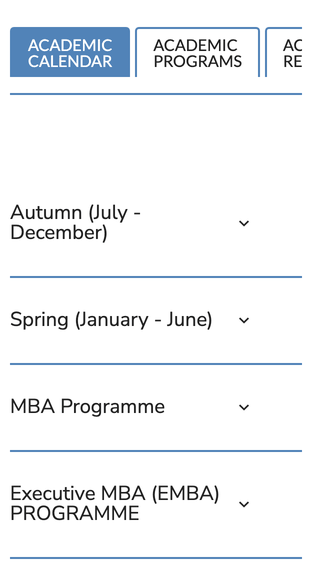 ACADEMIC
CALENDAR
ACADEMIC
PROGRAMS
Autumn (July -
December)
Spring (January - June)
MBA Programme
Executive MBA (EMBA)
PROGRAMME